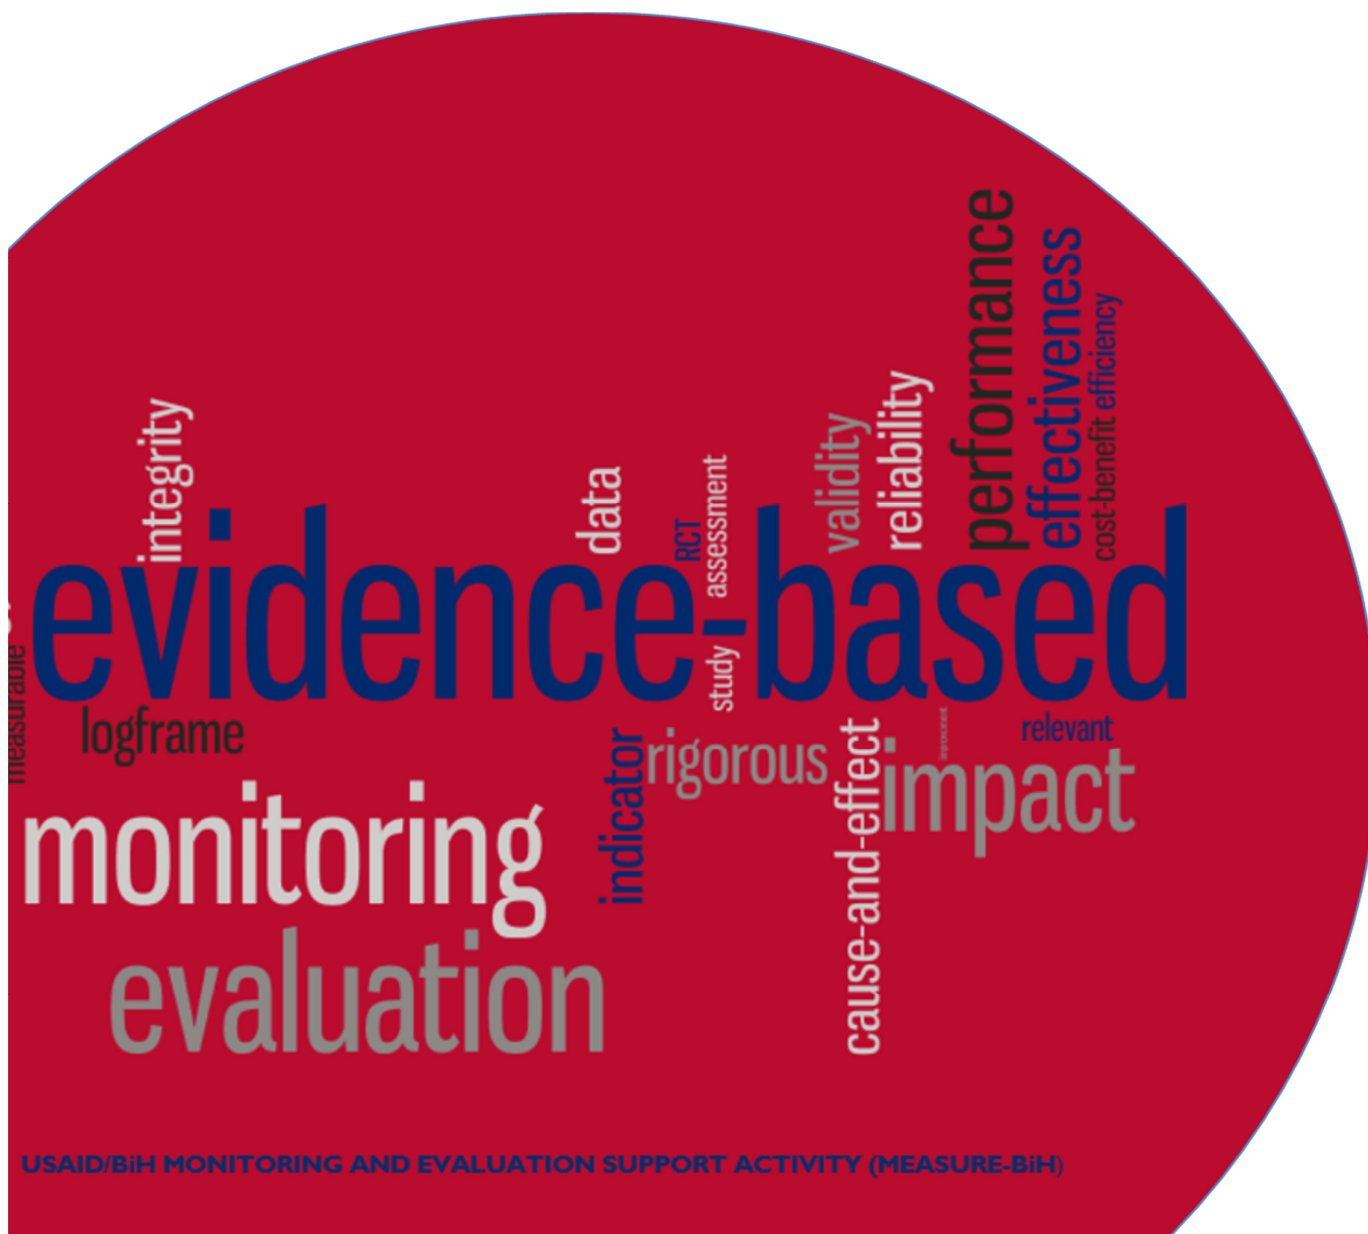 performance
effectiveness
cost-benefit efficiency
integrity
data
RCT
assessment
validity
reliability
evidence-based
study
measurable
logframe
indicator
rigorous
cause-and-effect
relevant
impact
monitoring
evaluation
USAID/BiH MONITORING AND EVALUATION SUPPORT ACTIVITY (MEASURE-BiH)